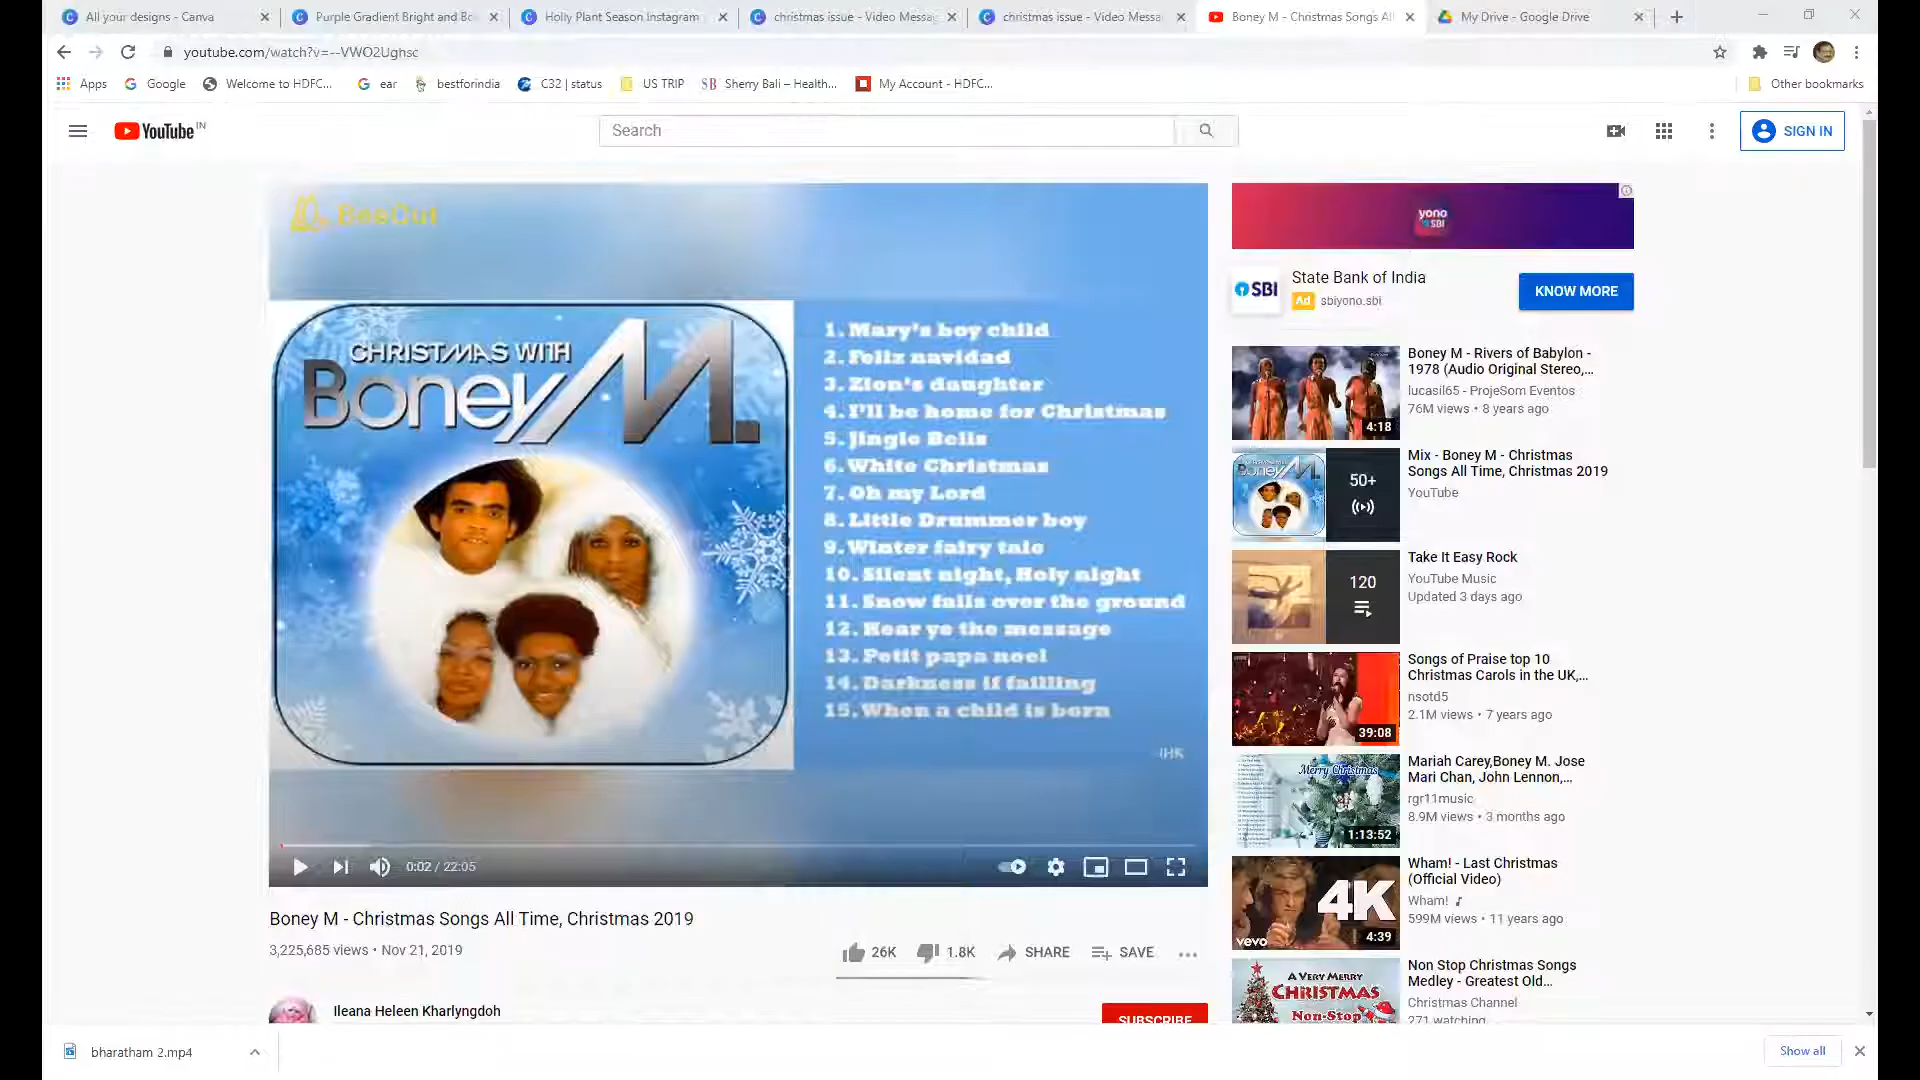 All your designs - Canva
Purple Gradient Bright and Bo
Holly Plant Season Instagram
christmas issue - Video Messag
christmas issue - Video Messa
Boney M - Christmas Songs All
My Drive - Google Drive
youtube.com/watch?v=--VWO2Ughsc
Apps
Google
Welcome to HDFC...
ear
bestforindia
C32 | status
US TRIP
SB Sherry Bali – Health...
My Account - HDFC...
Other bookmarks
YouTube IN
Search
SIGN IN
BeeCut
CHRISTMAS WITH
Boney M.
1. Mary's boy child
2. Feliz navidad
3. Zion's daughter
4. I'll be home for Christmas
5. Jingle Bells
6. White Christmas
7. Oh my Lord
8. Little Drummer boy
9. Winter fairy tale
10. Silent night, Holy night
11. Snow falls over the ground
12. Hear ye the message
13. Petit papa noel
14. Darkness if failling
15. When a child is born
-IHK
0:02 / 22:05
Boney M - Christmas Songs All Time, Christmas 2019
3,225,685 views • Nov 21, 2019
26K
1.8K
SHARE
SAVE
Ileana Heleen Kharlyngdoh
SUBSCRIBE
yono
SBI
SBI
State Bank of India
Ad sbiyono.sbi
KNOW MORE
4:18
Boney M - Rivers of Babylon -
1978 (Audio Original Stereo,...
lucasil65 - ProjeSom Eventos
76M views • 8 years ago
Boney M.
50+
Mix - Boney M - Christmas
Songs All Time, Christmas 2019
YouTube
120
Take It Easy Rock
YouTube Music
Updated 3 days ago
39:08
Songs of Praise top 10
Christmas Carols in the UK,...
nsotd5
2.1M views • 7 years ago
Merry Christmas
1:13:52
Mariah Carey,Boney M. Jose
Mari Chan, John Lennon,...
rgr11music
8.9M views • 3 months ago
4K
vevo
4:39
Wham! - Last Christmas
(Official Video)
Wham!
599M views • 11 years ago
A VERY MERRY
CHRISTMAS
Non-Stop
Non Stop Christmas Songs
Medley - Greatest Old...
Christmas Channel
271 watching
bharatham 2.mp4
Show all